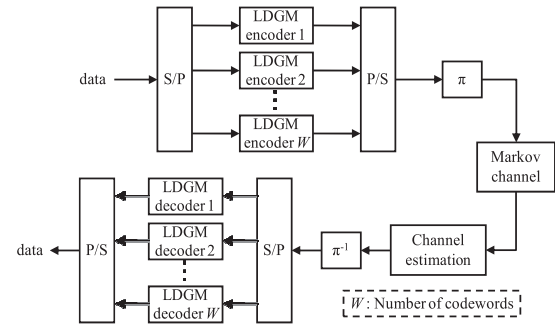 LDGM
encoder 1
data
S/P
LDGM
encoder 2
P/S
π
LDGM
encoder W
Markov
channel
LDGM
decoder 1
data
P/S
LDGM
decoder 2
S/P
π-1
Channel
estimation
LDGM
decoder W
W : Number of codewords